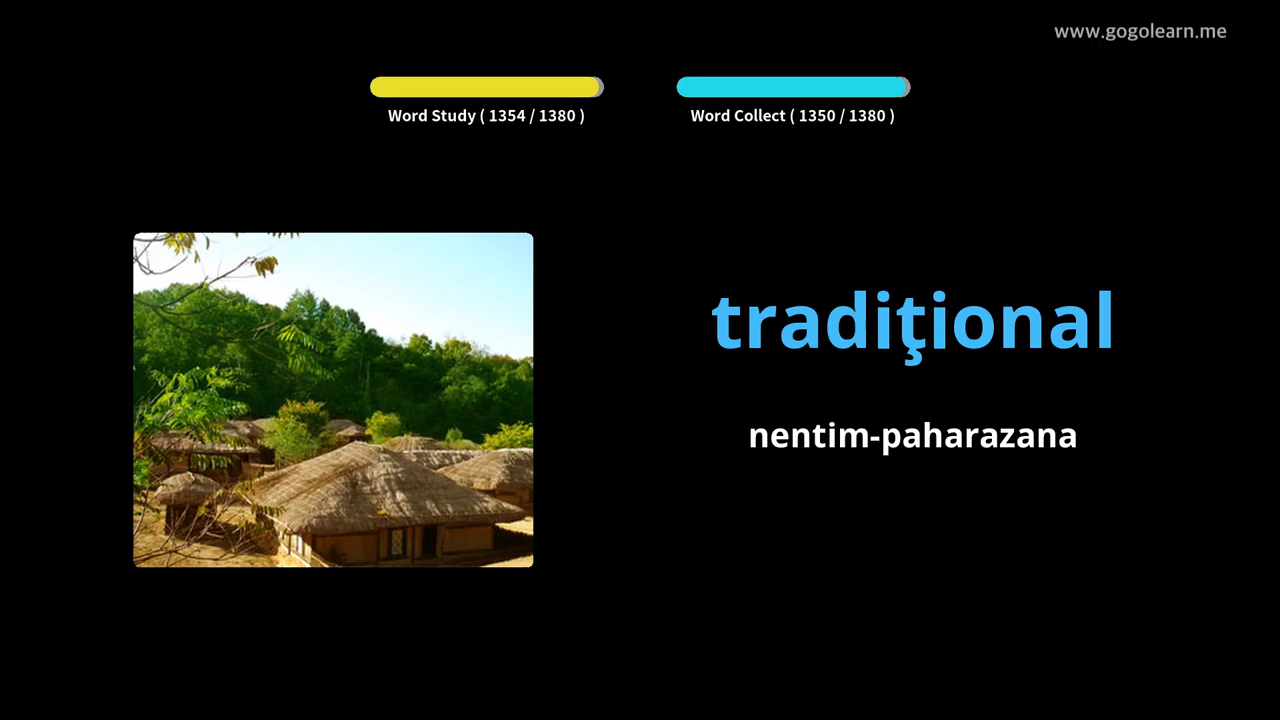 www.gogolearn.me
Word Study ( 1354 / 1380 )
Word Collect ( 1350 / 1380 )
tradiţional
nentim-paharazana